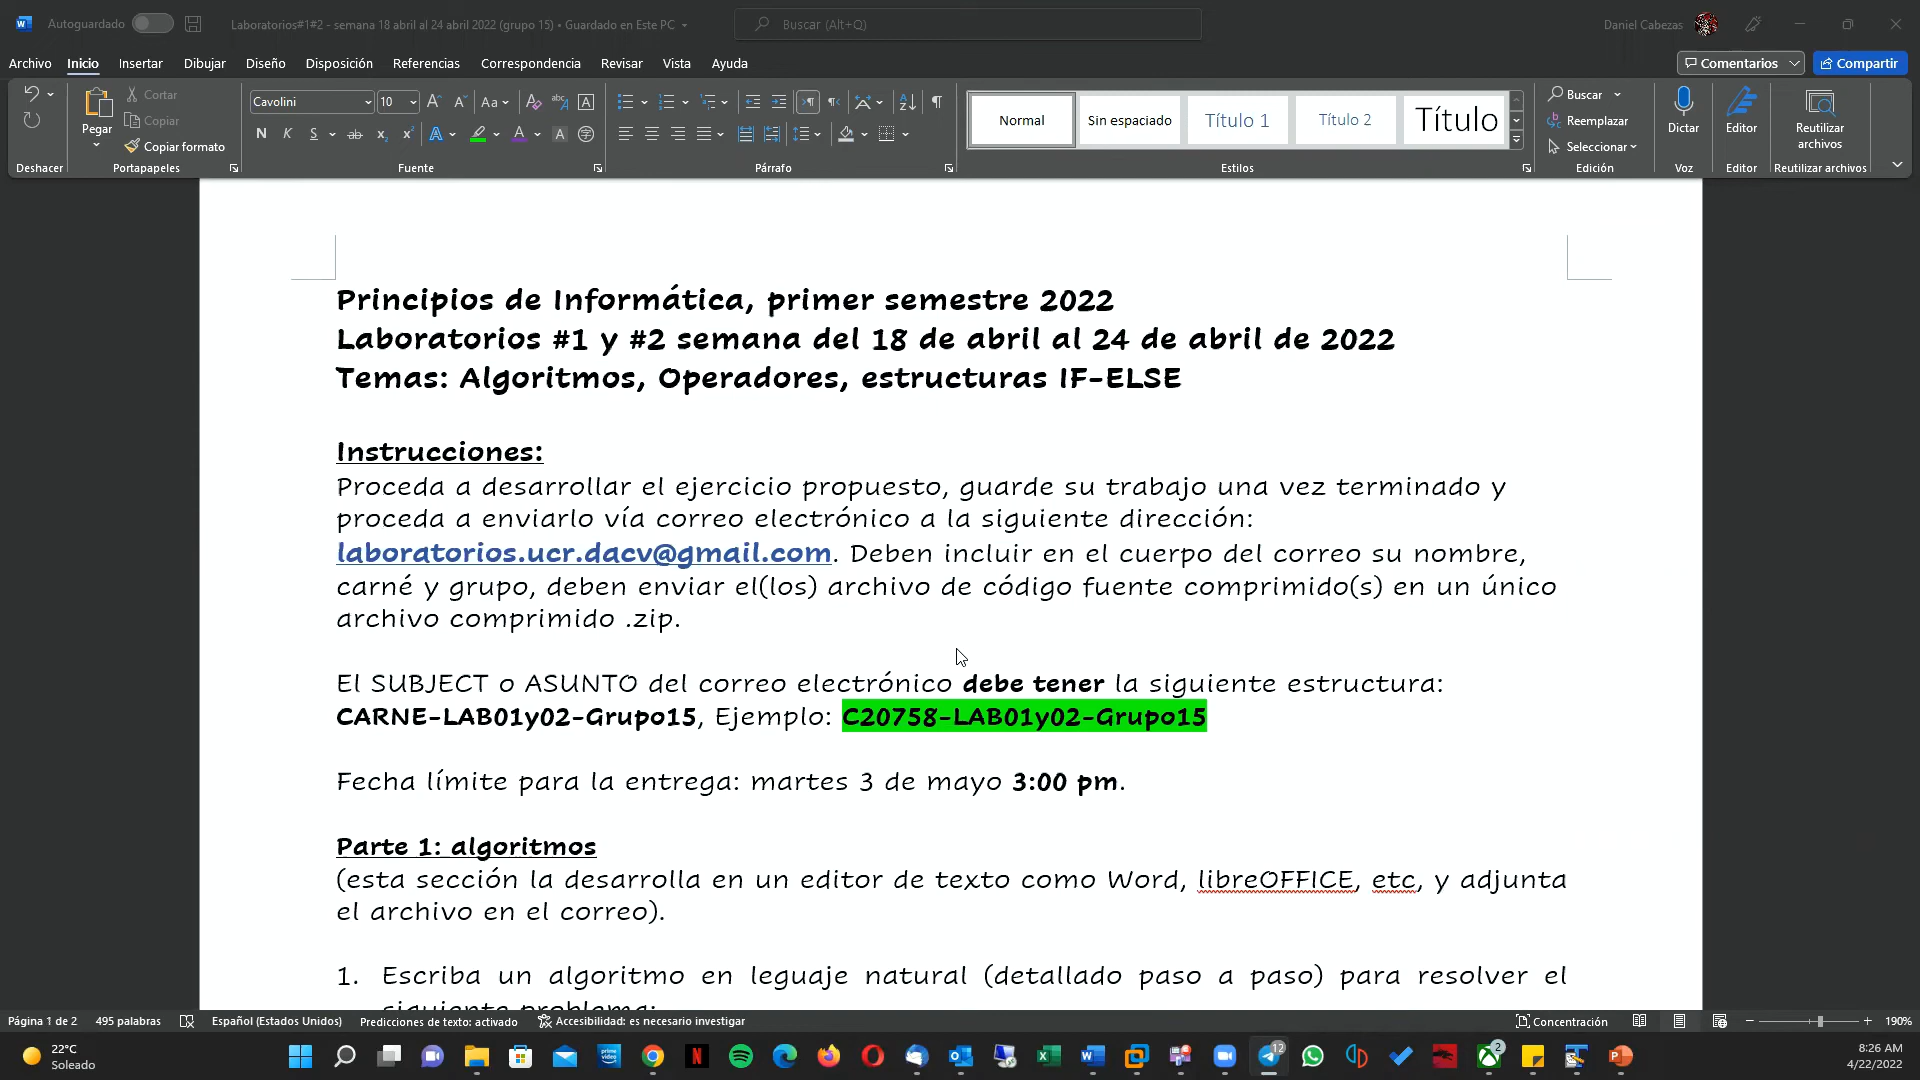 Autoguardado
Laboratorios#1#2 - semana 18 abril al 24 abril 2022 (grupo 15) • Guardado en Este PC
Buscar (Alt+Q)
Daniel Cabezas
Archivo Inicio Insertar Dibujar Diseño Disposición Referencias Correspondencia Revisar Vista Ayuda
Comentarios Compartir
Pegar
Cortar
Copiar
Copiar formato
Cavolini 10
Normal Sin espaciado Título 1 Título 2 Título
Buscar
Reemplazar
Seleccionar
Dictar
Editor
Reutilizar archivos
Deshacer Portapapeles Fuente Párrafo Estilos Edición Voz Editor Reutilizar archivos
Principios de Informática, primer semestre 2022
Laboratorios #1 y #2 semana del 18 de abril al 24 de abril de 2022
Temas: Algoritmos, Operadores, estructuras IF-ELSE
Instrucciones:
Proceda a desarrollar el ejercicio propuesto, guarde su trabajo una vez terminado y
proceda a enviarlo vía correo electrónico a la siguiente dirección:
laboratorios.ucr.dacv@gmail.com. Deben incluir en el cuerpo del correo su nombre,
carné y grupo, deben enviar el(los) archivo de código fuente comprimido(s) en un único
archivo comprimido .zip.
El SUBJECT o ASUNTO del correo electrónico debe tener la siguiente estructura:
CARNE-LAB01y02-Grupo15, Ejemplo: C20758-LAB01y02-Grupo15
Fecha límite para la entrega: martes 3 de mayo 3:00 pm.
Parte 1: algoritmos
(esta sección la desarrolla en un editor de texto como Word, libreOFFICE, etc, y adjunta
el archivo en el correo).
1. Escriba un algoritmo en leguaje natural (detallado paso a paso) para resolver el
siguiente problema:
Página 1 de 2 495 palabras Español (Estados Unidos) Predicciones de texto: activado Accesibilidad: es necesario investigar
Concentración 190%
22°C
Soleado
12
2
8:26 AM
4/22/2022